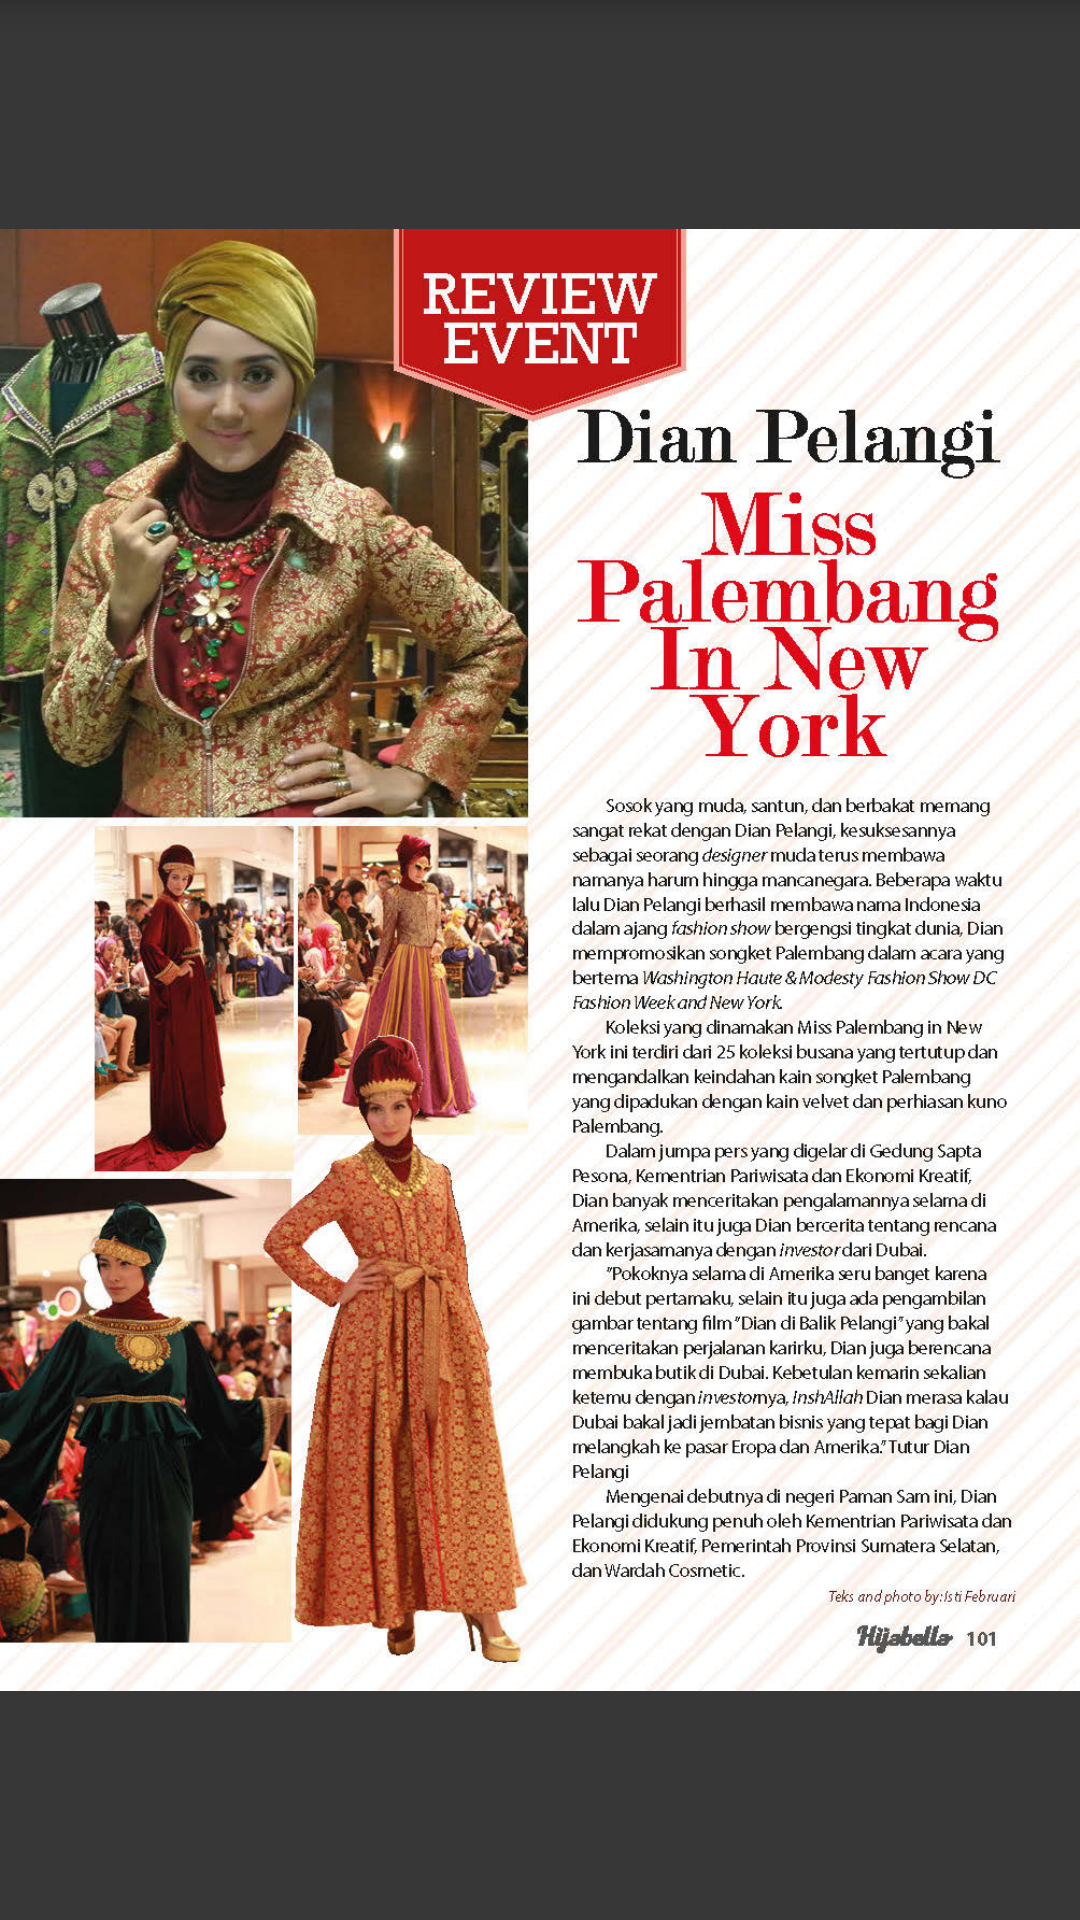 REVIEW
EVENT
Dian Pelangi
Miss
Palembang
In New
York
Sosok yang muda, santun, dan berbakat memang
sangat rekat dengan Dian Pelangi, kesuksesannya
sebagai seorang designer muda terus membawa
namanya harum hingga mancanegara. Beberapa waktu
lalu Dian Pelangi berhasil membawa nama Indonesia
dalam ajang fashion show bergengsi tingkat dunia, Dian
mempromosikan songket Palembang dalam acara yang
bertema Washington Haute & Modesty Fashion Show DC
Fashion Week and New York.
Koleksi yang dinamakan Miss Palembang in New
York ini terdiri dari 25 koleksi busana yang tertutup dan
mengandalkan keindahan kain songket Palembang
yang dipadukan dengan kain velvet dan perhiasan kuno
Palembang.
Dalam jumpa pers yang digelar di Gedung Sapta
Pesona, Kementrian Pariwisata dan Ekonomi Kreatif,
Dian banyak menceritakan pengalamannya selama di
Amerika, selain itu juga Dian bercerita tentang rencana
dan kerjasamanya dengan investor dari Dubai.
"Pokoknya selama di Amerika seru banget karena
ini debut pertamaku, selain itu juga ada pengambilan
gambar tentang film "Dian di Balik Pelangi" yang bakal
menceritakan perjalanan karirku, Dian juga berencana
membuka butik di Dubai. Kebetulan kemarin sekalian
ketemu dengan investornya, InshAllah Dian merasa kalau
Dubai bakal jadi jembatan bisnis yang tepat bagi Dian
melangkah ke pasar Eropa dan Amerika." Tutur Dian
Pelangi
Mengenai debutnya di negeri Paman Sam ini, Dian
Pelangi didukung penuh oleh Kementrian Pariwisata dan
Ekonomi Kreatif, Pemerintah Provinsi Sumatera Selatan,
dan Wardah Cosmetic.
Teks and photo by: Isti Februari
Hijabella 101